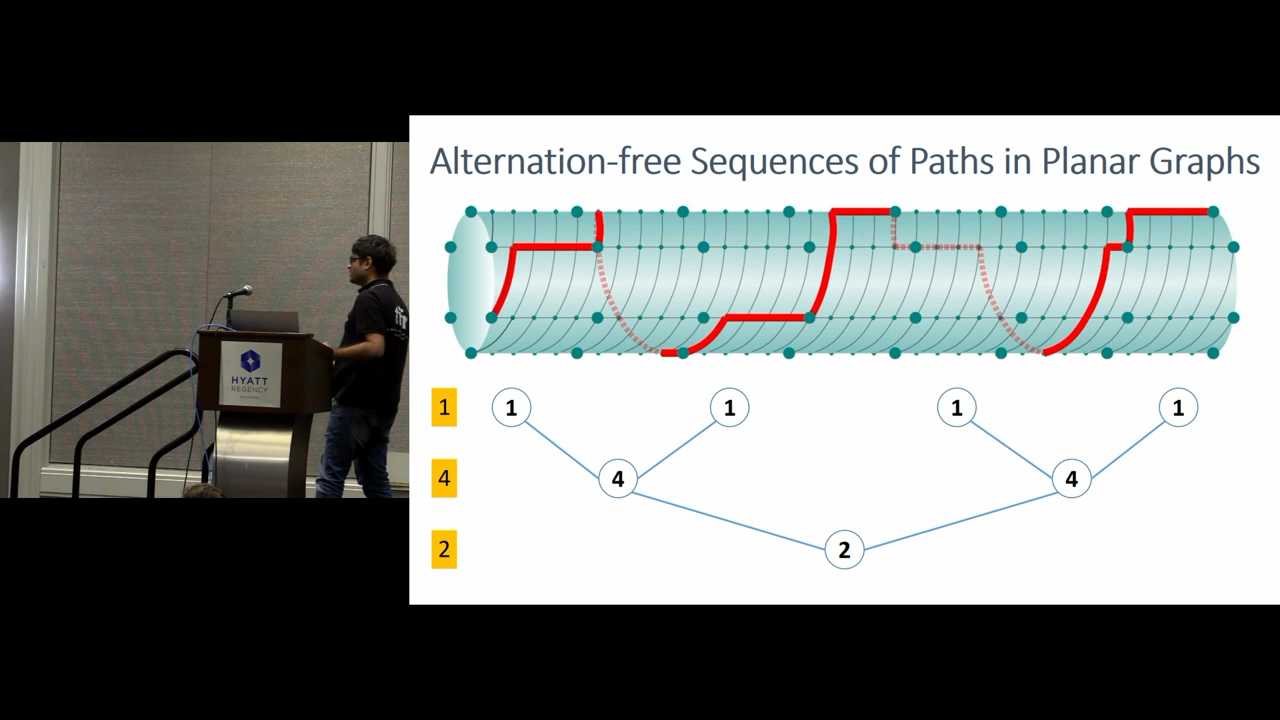 Alternation-free Sequences of Paths in Planar Graphs
HYATT
REGENCY
1 1 1 1 1
4 4 4
2 2